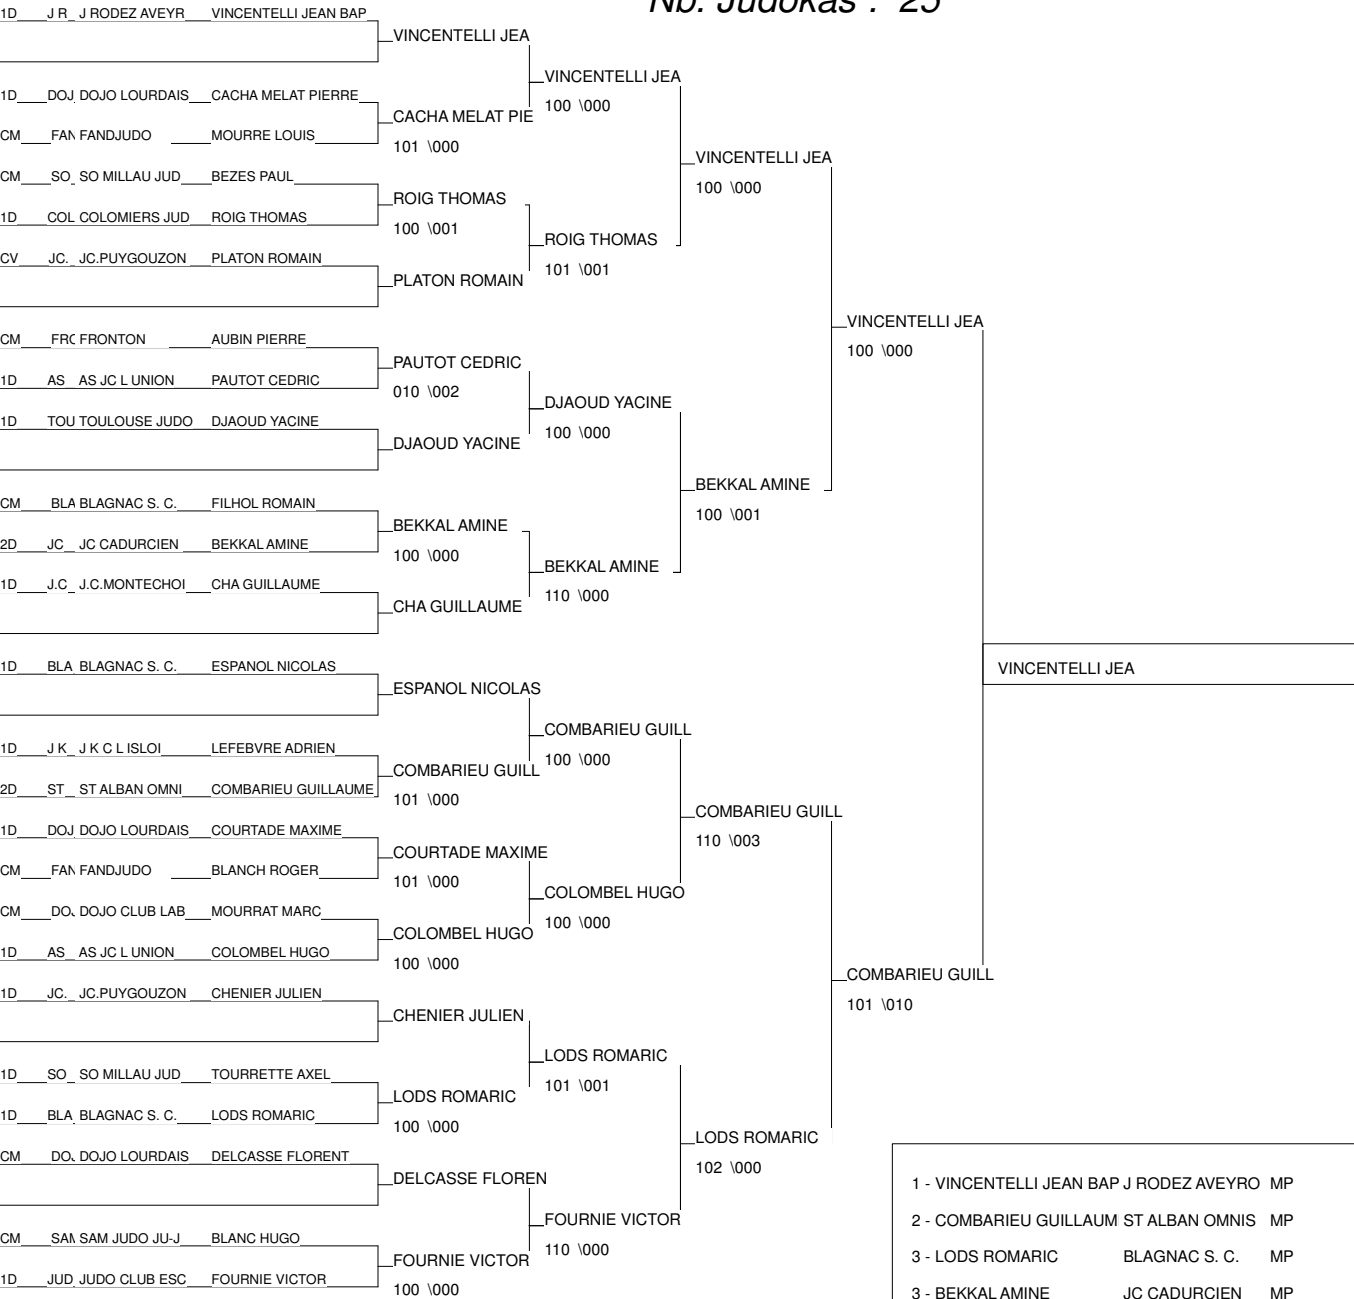 Nb. Judokas : 25
1D J R J RODEZ AVEYR VINCENTELLI JEAN BAP
VINCENTELLI JEA
VINCENTELLI JEA
1D DOJ DOJO LOURDAIS CACHA MELAT PIERRE
100 \000
CACHA MELAT PIE
CM FAN FANDJUDO MOURRE LOUIS
101 \000
VINCENTELLI JEA
CM SO SO MILLAU JUD BEZES PAUL
100 \000
ROIG THOMAS
1D COL COLOMIERS JUD ROIG THOMAS
100 \001
ROIG THOMAS
CV JC. JC.PUYGOUZON PLATON ROMAIN
101 \001
PLATON ROMAIN
VINCENTELLI JEA
CM FRO FRONTON AUBIN PIERRE
100 \000
PAUTOT CEDRIC
1D AS AS JC L UNION PAUTOT CEDRIC
010 \002
DJAOUD YACINE
1D TOU TOULOUSE JUDO DJAOUD YACINE
100 \000
DJAOUD YACINE
BEKKAL AMINE
CM BLA BLAGNAC S. C. FILHOL ROMAIN
100 \001
BEKKAL AMINE
2D JC JC CADURCIEN BEKKAL AMINE
100 \000
BEKKAL AMINE
1D J.C J.C.MONTECHOI CHA GUILLAUME
110 \000
CHA GUILLAUME
1D BLA BLAGNAC S. C. ESPANOL NICOLAS
VINCENTELLI JEA
ESPANOL NICOLAS
COMBARIEU GUILL
1D J K J K C L ISLOI LEFEBVRE ADRIEN
100 \000
COMBARIEU GUILL
2D ST ST ALBAN OMNI COMBARIEU GUILLAUME
101 \000
COMBARIEU GUILL
1D DOJ DOJO LOURDAIS COURTADE MAXIME
110 \003
COURTADE MAXIME
CM FAN FANDJUDO BLANCH ROGER
101 \000
COLOMBEL HUGO
CM DOJ DOJO CLUB LAB MOURRAT MARC
100 \000
COLOMBEL HUGO
1D AS AS JC L UNION COLOMBEL HUGO
100 \000
COMBARIEU GUILL
1D JC. JC.PUYGOUZON CHENIER JULIEN
101 \010
CHENIER JULIEN
LODS ROMARIC
1D SO SO MILLAU JUD TOURRETTE AXEL
101 \001
LODS ROMARIC
1D BLA BLAGNAC S. C. LODS ROMARIC
100 \000
LODS ROMARIC
CM DOJ DOJO LOURDAIS DELCASSE FLORENT
102 \000
DELCASSE FLOREN
1 - VINCENTELLI JEAN BAP J RODEZ AVEYRO MP
FOURNIE VICTOR
2 - COMBARIEU GUILLAUM ST ALBAN OMNIS MP
CM SAM SAM JUDO JU-J BLANC HUGO
110 \000
3 - LODS ROMARIC BLAGNAC S. C. MP
FOURNIE VICTOR
1D JUD JUDO CLUB ESC FOURNIE VICTOR
100 \000
3 - BEKKAL AMINE JC CADURCIEN MP